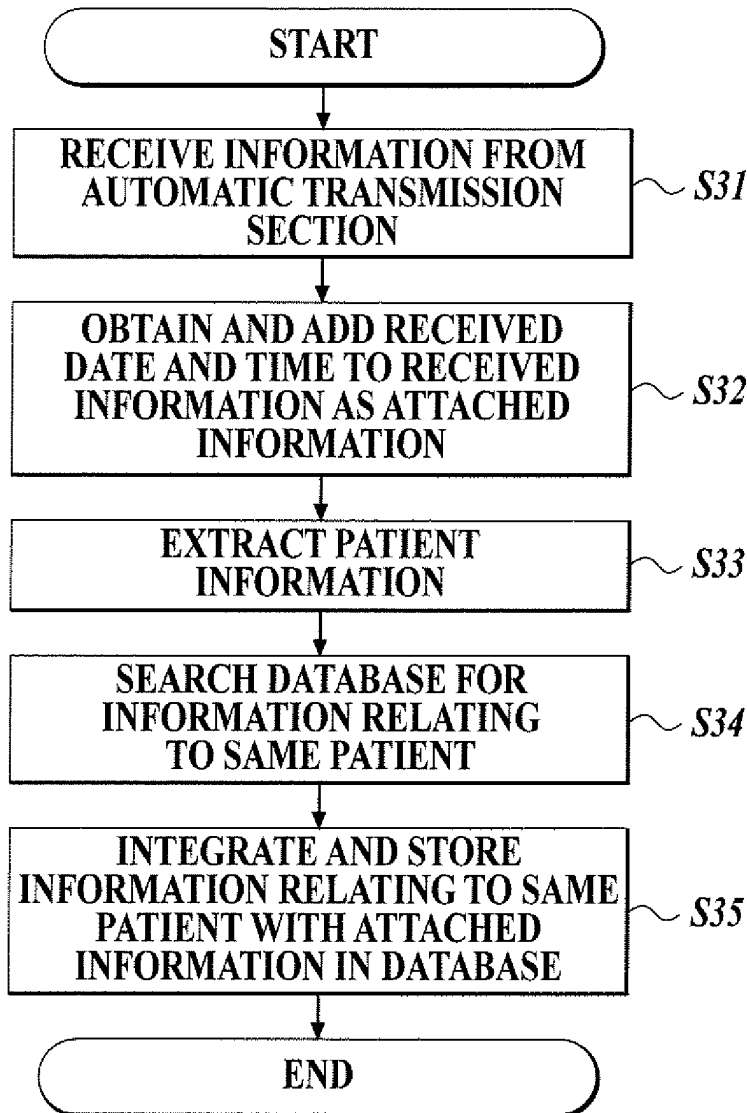 START
RECEIVE INFORMATION FROM
AUTOMATIC TRANSMISSION
SECTION
S31
OBTAIN AND ADD RECEIVED
DATE AND TIME TO RECEIVED
INFORMATION AS ATTACHED
INFORMATION
S32
EXTRACT PATIENT
INFORMATION
S33
SEARCH DATABASE FOR
INFORMATION RELATING
TO SAME PATIENT
S34
INTEGRATE AND STORE
INFORMATION RELATING TO SAME
PATIENT WITH ATTACHED
INFORMATION IN DATABASE
S35
END